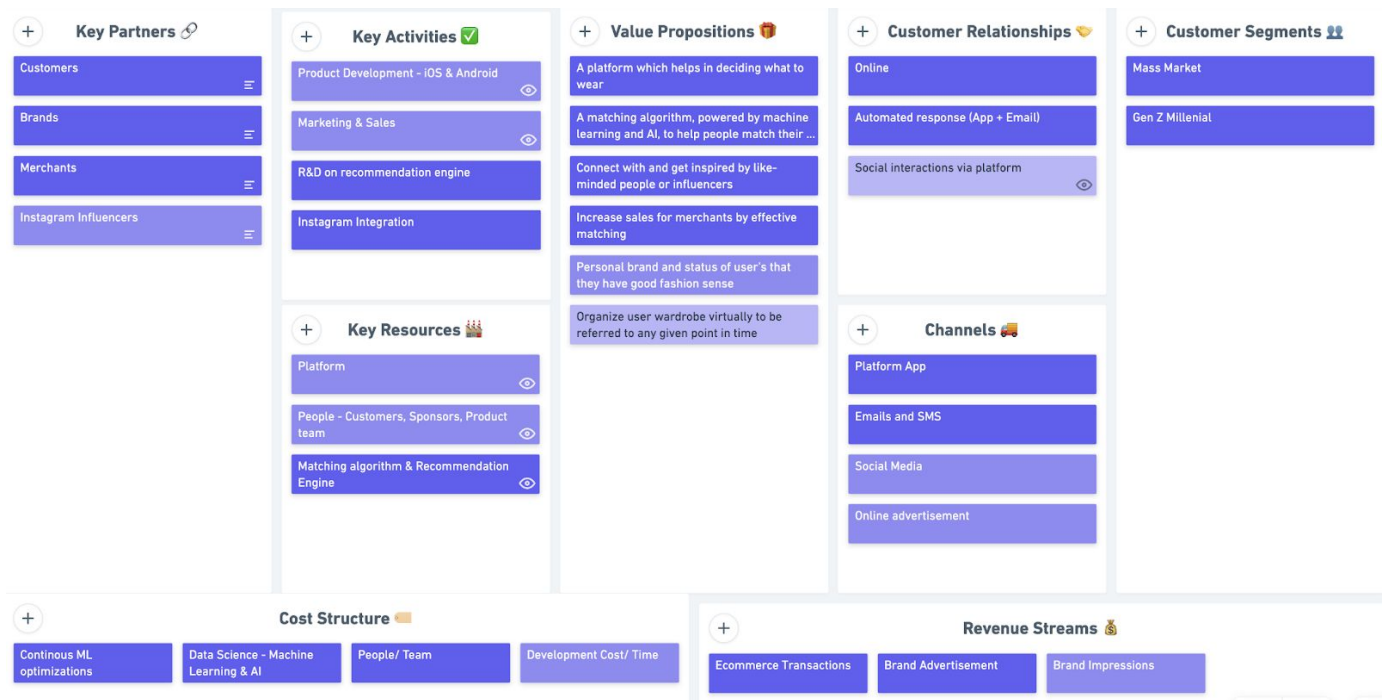 Key Partners
Customers
Brands
Merchants
Instagram Influencers
Key Activities
Product Development - iOS & Android
Marketing & Sales
R&D on recommendation engine
Instagram Integration
Key Resources
Platform
People - Customers, Sponsors, Product
team
Matching algorithm & Recommendation
Engine
Value Propositions
A platform which helps in deciding what to
wear
A matching algorithm, powered by machine
learning and AI, to help people match their ...
Connect with and get inspired by like-
minded people or influencers
Increase sales for merchants by effective
matching
Personal brand and status of user's that
they have good fashion sense
Organize user wardrobe virtually to be
referred to any given point in time
Customer Relationships
Online
Automated response (App + Email)
Social interactions via platform
Channels
Platform App
Emails and SMS
Social Media
Online advertisement
Customer Segments
Mass Market
Gen Z Millenial
Cost Structure
Continous ML
optimizations
Data Science - Machine
Learning & AI
People/ Team
Development Cost/ Time
Revenue Streams
Ecommerce Transactions
Brand Advertisement
Brand Impressions